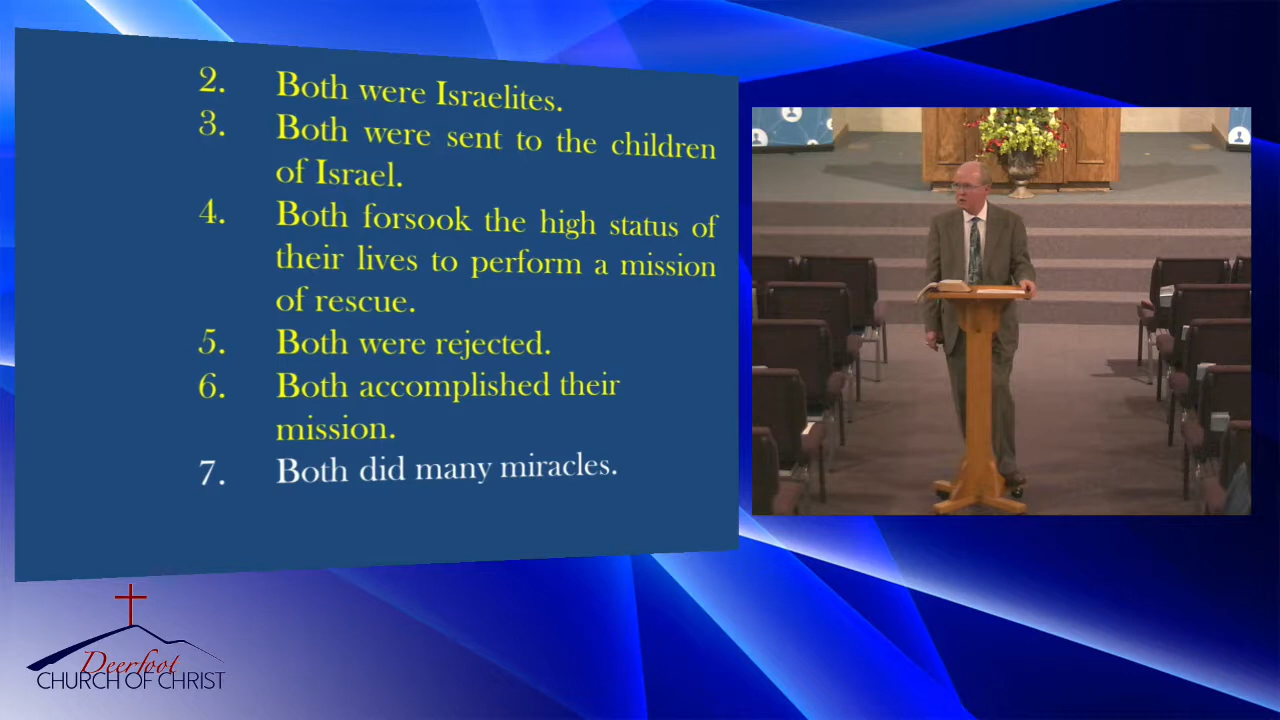 2. Both were Israelites.
3. Both were sent to the children
of Israel.
4. Both forsook the high status of
their lives to perform a mission
of rescue.
5. Both were rejected.
6. Both accomplished their
mission.
7. Both did many miracles.
Deerfoot
CHURCH OF CHRIST